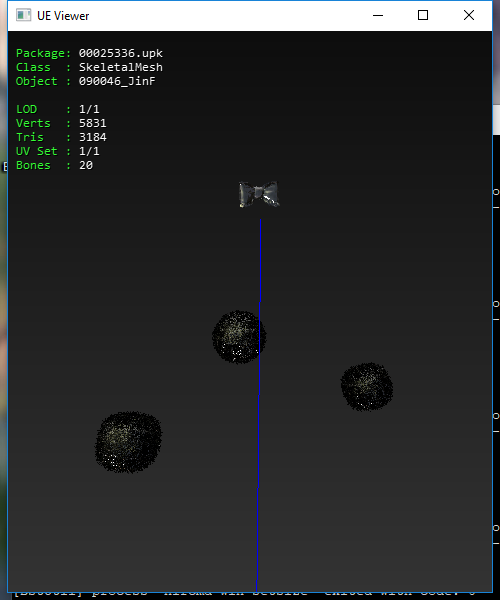 UE Viewer
Package: 00025336.upk
Class : SkeletalMesh
Object : 090046_JinF
LOD : 1/1
Verts : 5831
Tris : 3184
UV Set : 1/1
Bones : 20